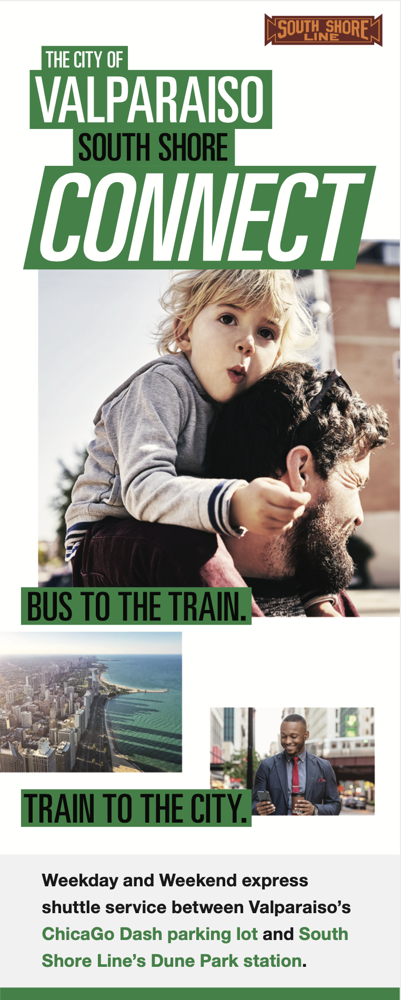 SOUTH SHORE
LINE
THE CITY OF
VALPARAISO
SOUTH SHORE
CONNECT
BUS TO THE TRAIN.
TRAIN TO THE CITY.
Weekday and Weekend express
shuttle service between Valparaiso’s
ChicaGo Dash parking lot and South
Shore Line’s Dune Park station.